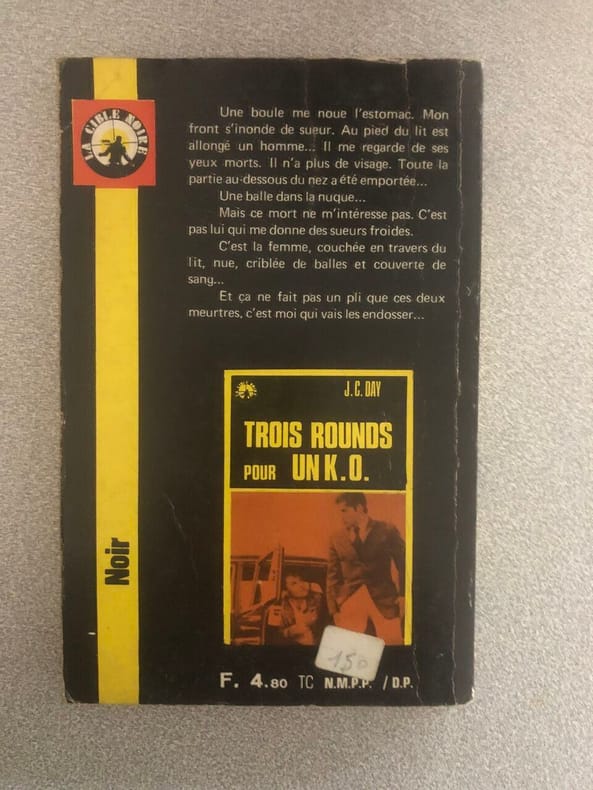 LA CIBLE NOIRE
Une boule me noue l'estomac. Mon
front s'inonde de sueur. Au pied du lit est
allongé un homme... Il me regarde de ses
yeux morts. Il n'a plus de visage. Toute la
partie au-dessous du nez a été emportée...
Une balle dans la nuque...
Mais ce mort ne m'intéresse pas. C'est
pas lui qui me donne des sueurs froides.
C'est la femme, couchée en travers du
lit, nue, criblée de balles et couverte de
sang...
Et ça ne fait pas un pli que ces deux
meurtres, c'est moi qui vais les endosser...
J.C. DAY
TROIS ROUNDS
POUR UN K.O.
Noir
150
F. 4.80 TC N.M.P.P. / D.P.